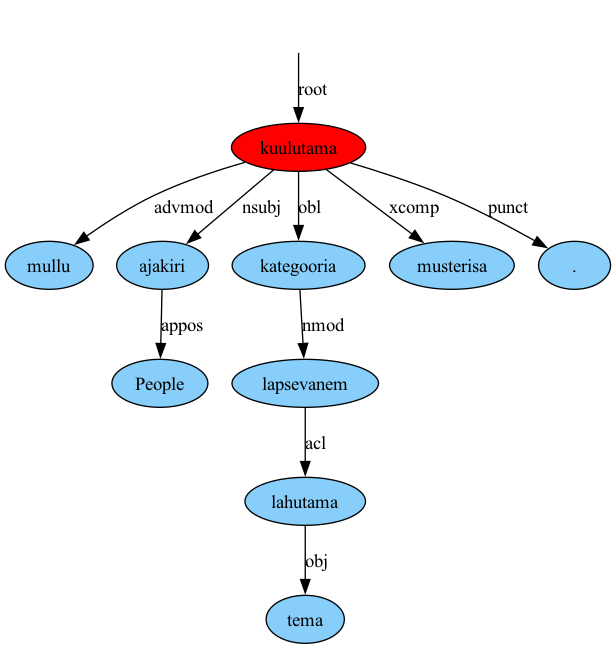 root
kuulutama
advmod nsubj obl xcomp punct
mullu ajakiri kategooria musterisa .
appos nmod
People lapsevanem
acl
lahutama
obj
tema